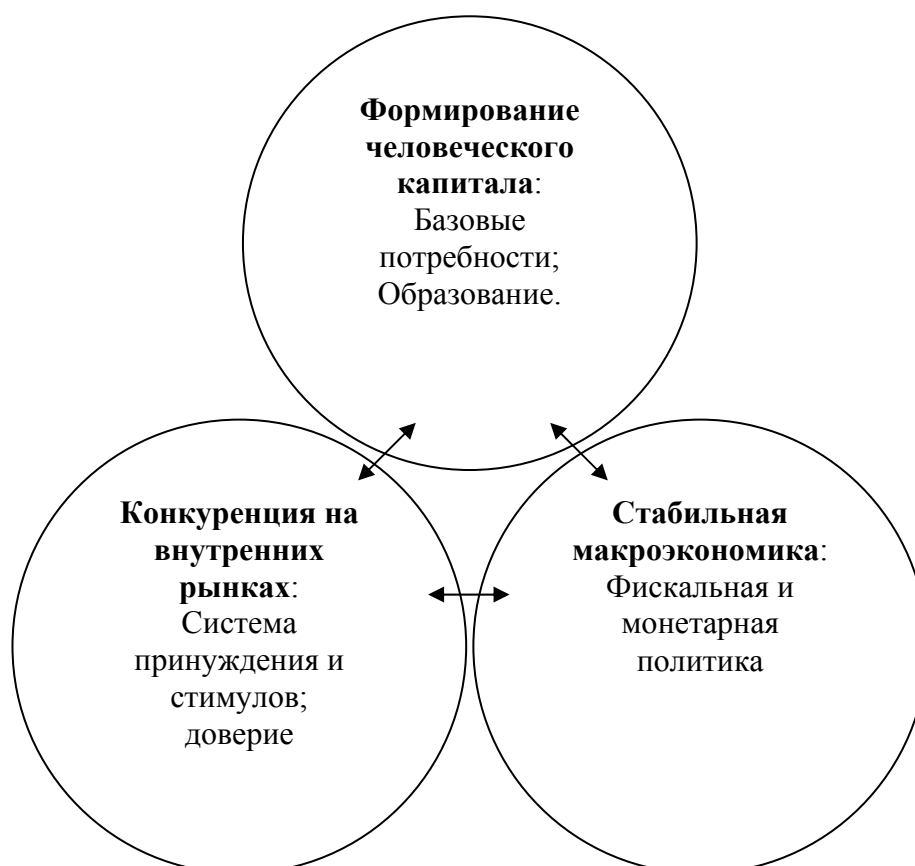 Формирование
человеческого
капитала:
Базовые
потребности;
Образование.
Конкуренция на
внутренних
рынках:
Система
принуждения и
стимулов;
доверие
Стабильная
макроэкономика:
Фискальная и
монетарная
политика